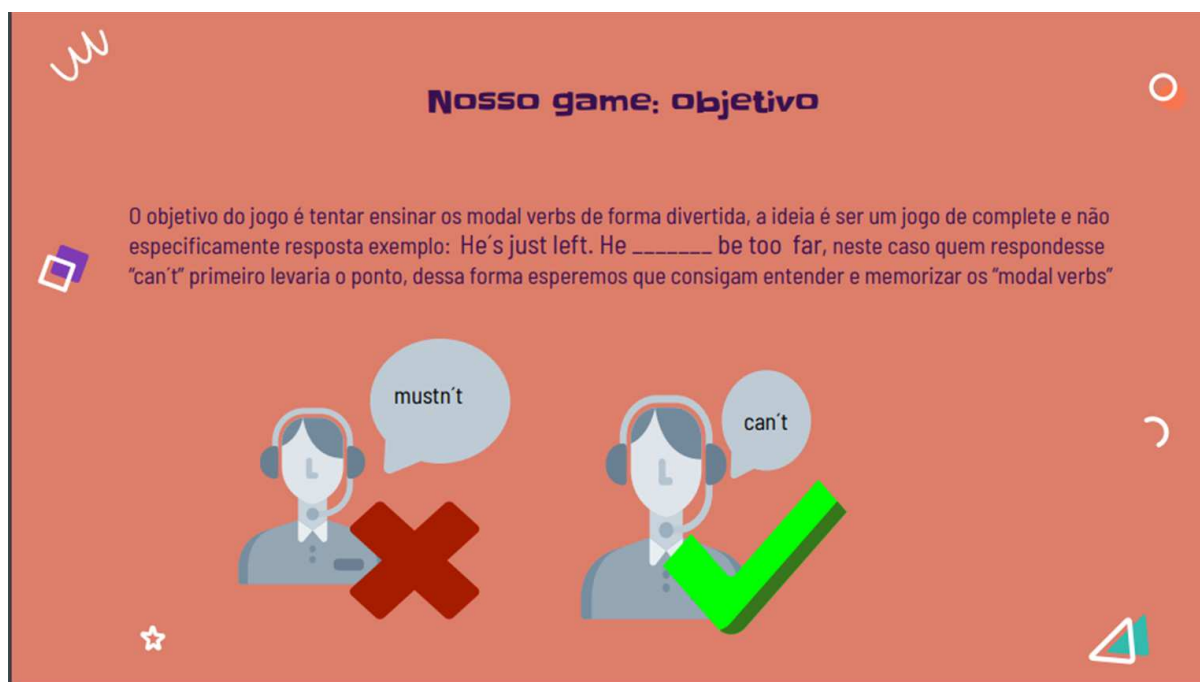 Nosso game: objetivo
O objetivo do jogo é tentar ensinar os modal verbs de forma divertida, a ideia é ser um jogo de complete e não
especificamente resposta exemplo: He´s just left. He _______ be too far, neste caso quem respondesse
"can´t" primeiro levaria o ponto, dessa forma esperemos que consigam entender e memorizar os "modal verbs"
mustn´t
can´t